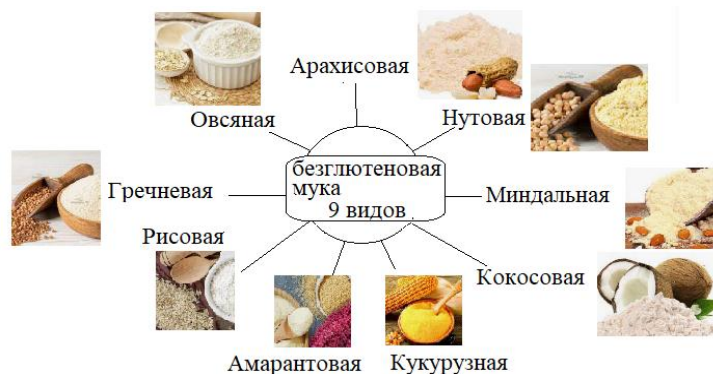 Арахисовая
Овсяная
Нутовая
безглютеновая
мука
9 видов
Гречневая
Миндальная
Рисовая
Кокосовая
Амарантовая
Кукурузная